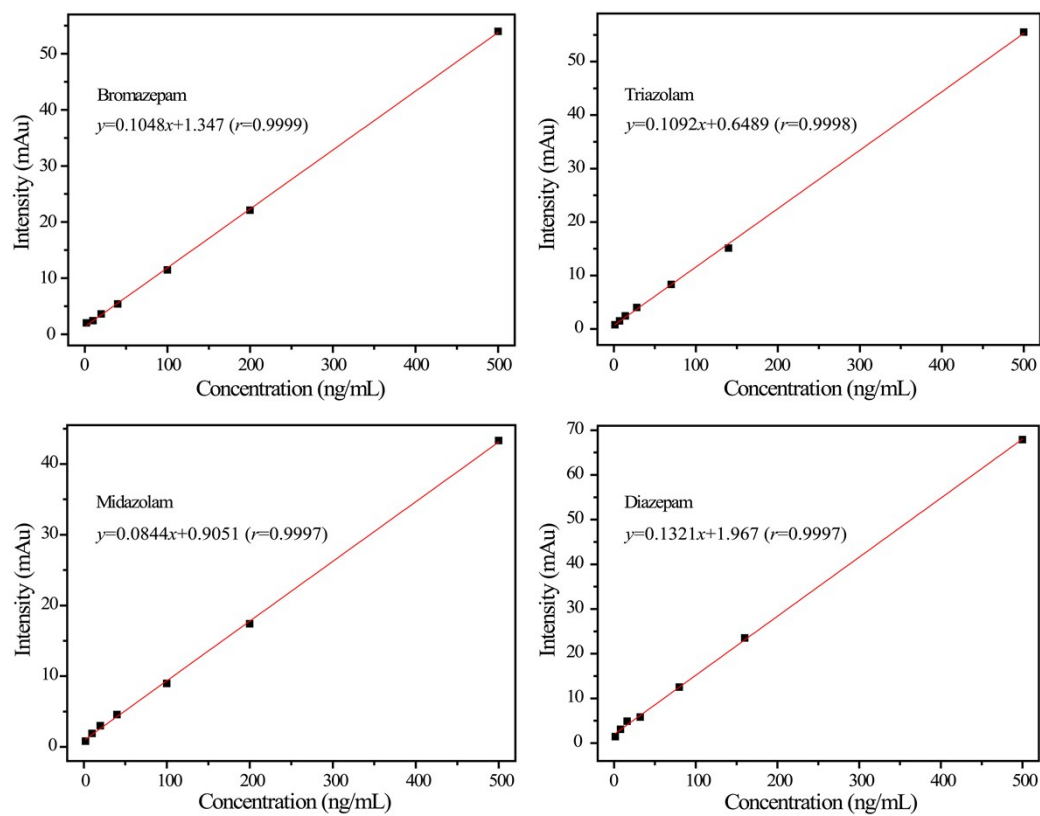 Bromazepam
y=0.1048x+1.347 (r=0.9999)
Intensity (mAu)
50
40
30
20
10
0
0 100 200 300 400 500
Concentration (ng/mL)
Triazolam
y=0.1092x+0.6489 (r=0.9998)
Intensity (mAu)
50
40
30
20
10
0
0 100 200 300 400 500
Concentration (ng/mL)
Midazolam
y=0.0844x+0.9051 (r=0.9997)
Intensity (mAu)
40
30
20
10
0
0 100 200 300 400 500
Concentration (ng/mL)
Diazepam
y=0.1321x+1.967 (r=0.9997)
Intensity (mAu)
70
60
50
40
30
20
10
0
0 100 200 300 400 500
Concentration (ng/mL)